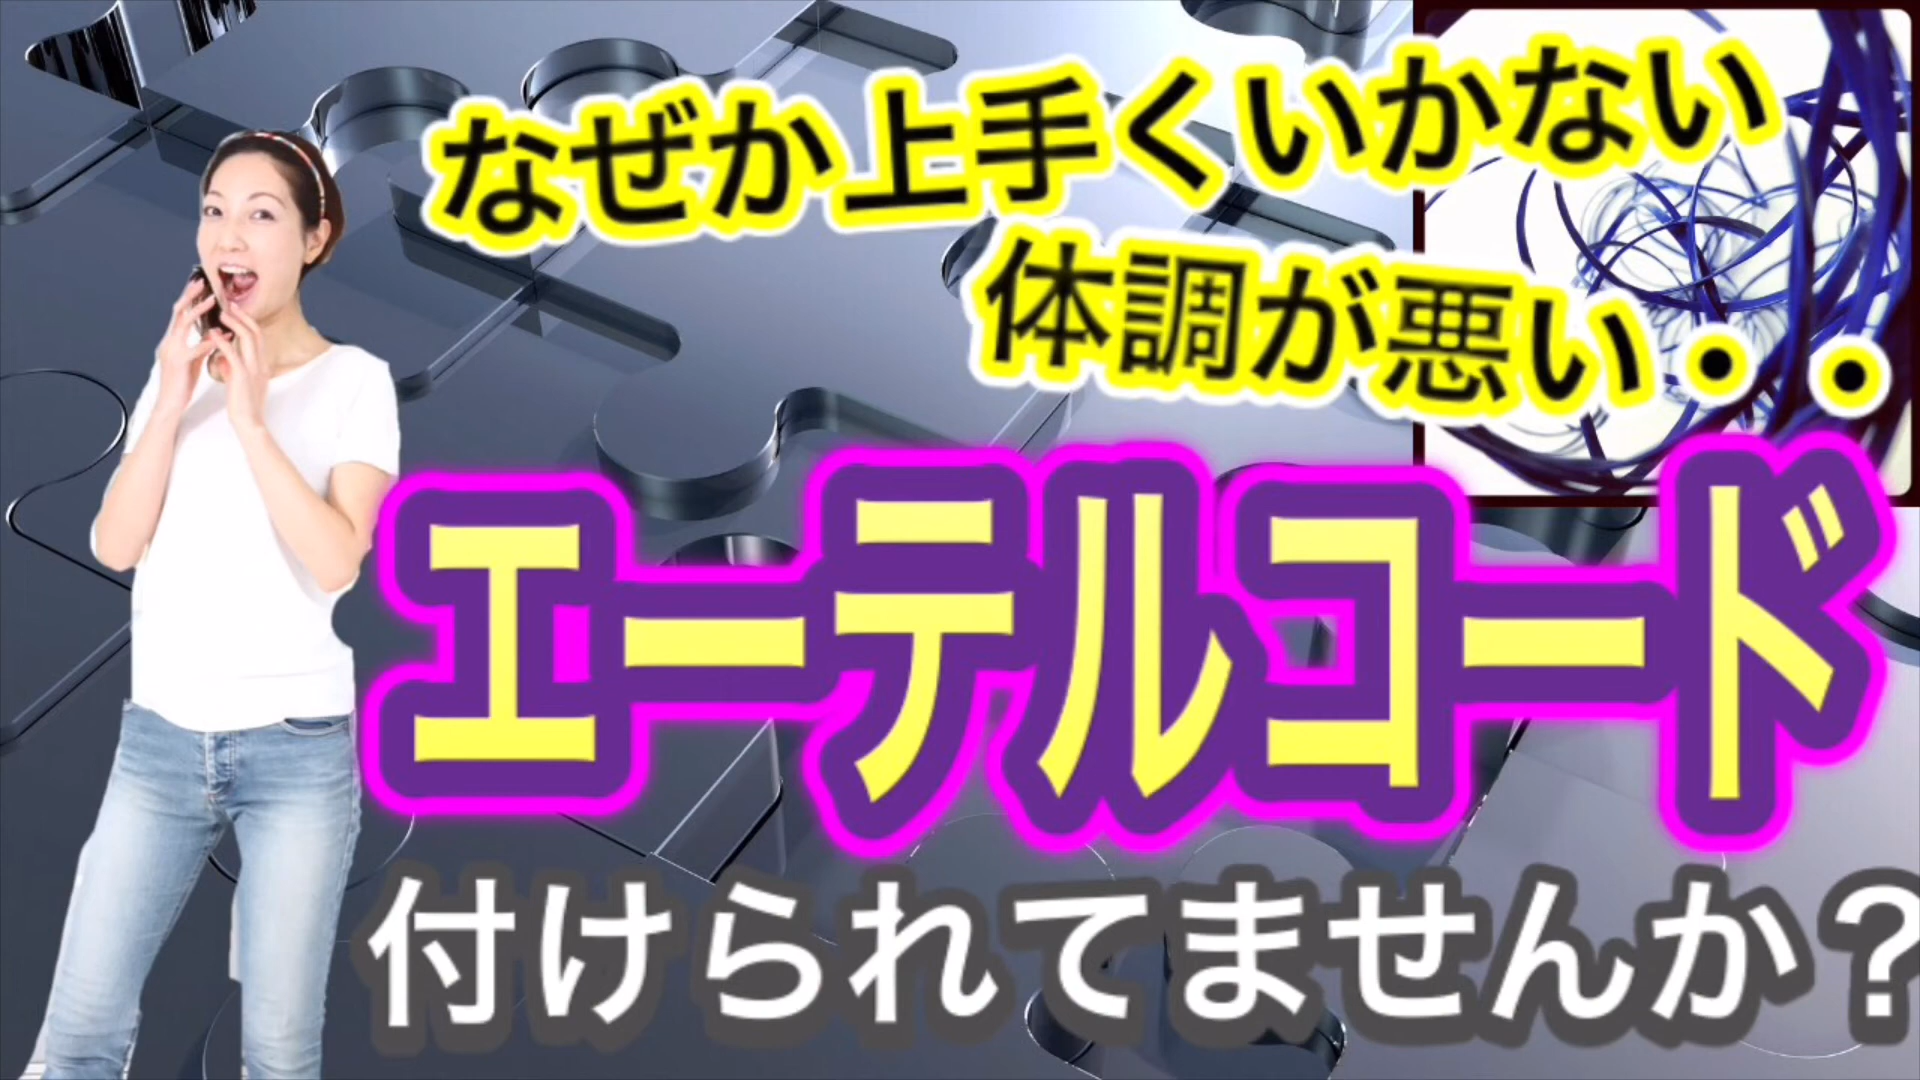 なぜか上手くいかない
体調が悪い・・
エーテルコード
付けられてませんか?